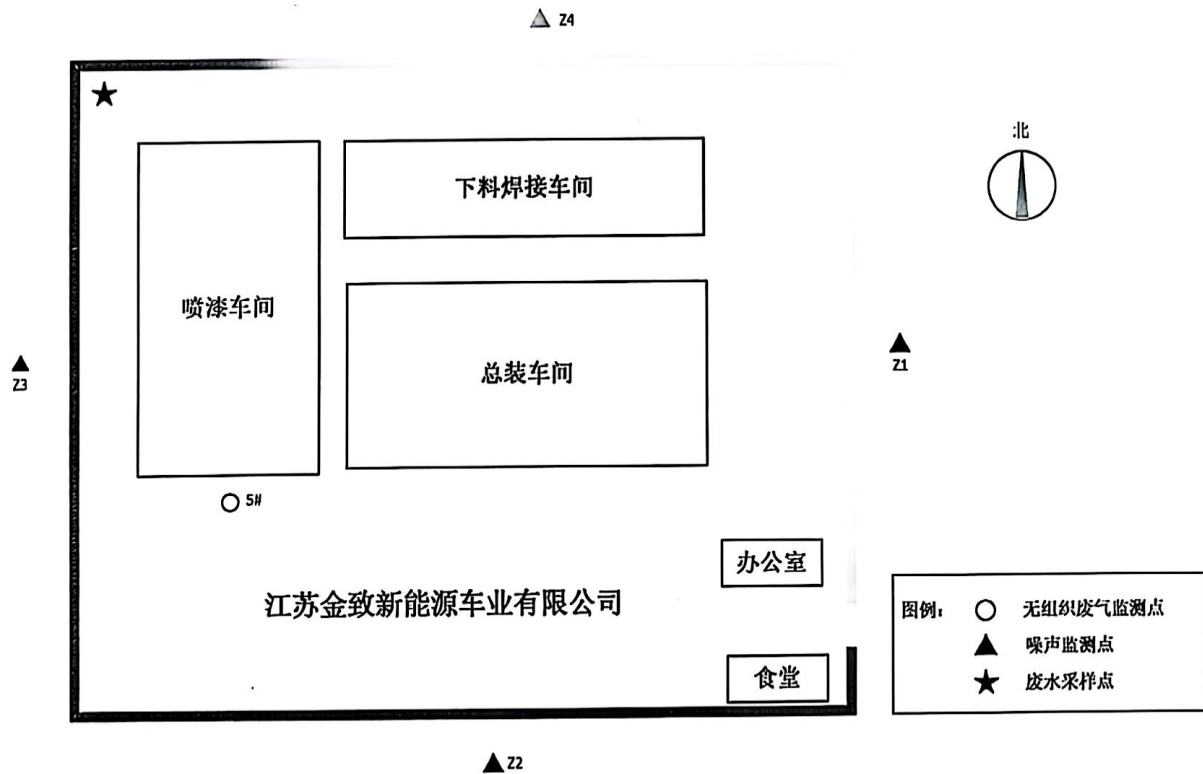 Z4
北
下料焊接车间
喷漆车间
总装车间
Z3
Z1
5#
办公室
江苏金致新能源车业有限公司
图例：
无组织废气监测点
噪声监测点
废水采样点
食堂
Z2